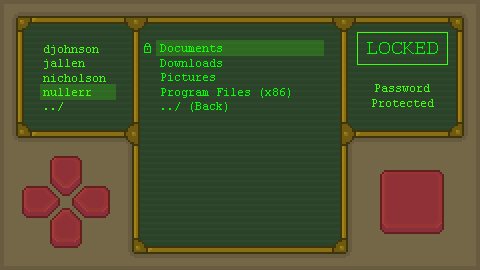 djohnson
jallen
nicholson
nullerr
../
Documents
Downloads
Pictures
Program Files (x86)
../ (Back)
LOCKED
Password
Protected